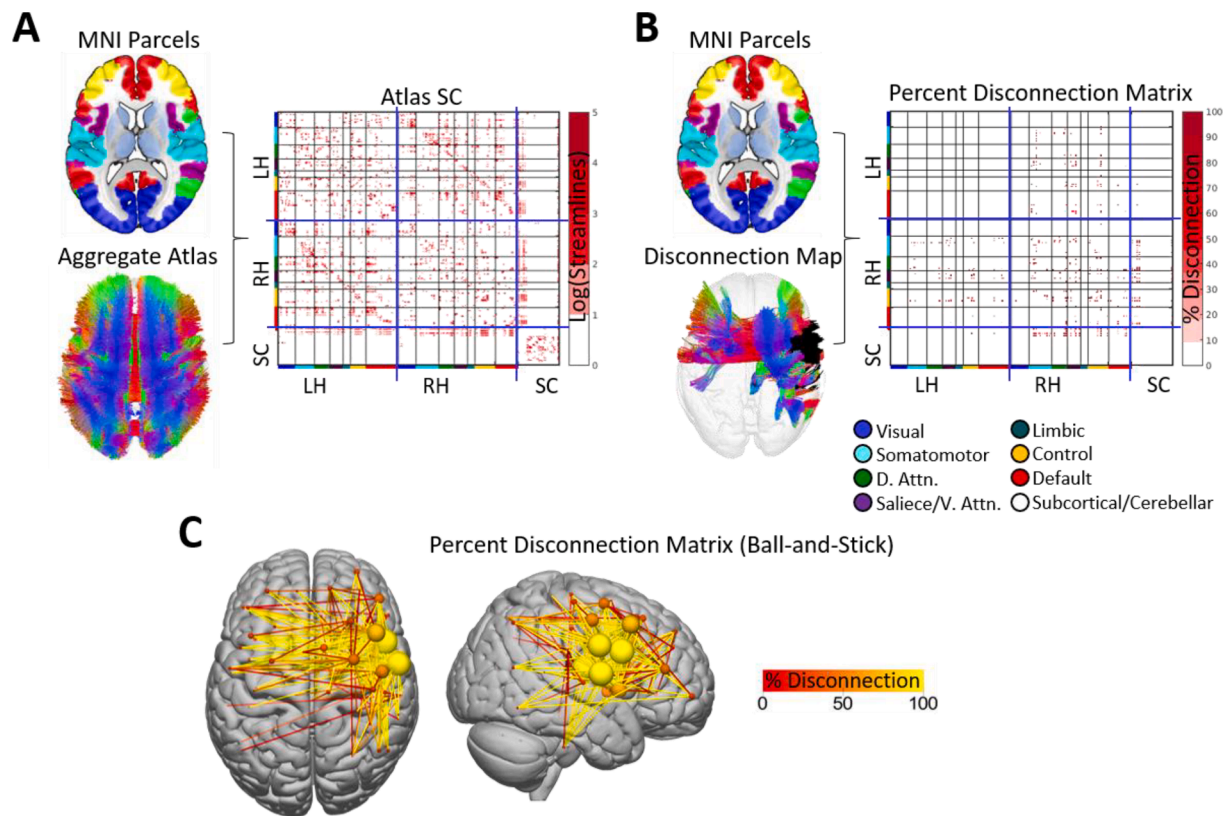 A
MNI Parcels
Atlas SC
Aggregate Atlas
LH
RH
SC
LH
RH
SC
5
4
3
2
1
0
Log(Streamlines)
B
MNI Parcels
Percent Disconnection Matrix
Disconnection Map
LH
RH
SC
LH
RH
SC
100
90
80
70
60
50
40
30
20
10
0
% Disconnection
Visual
Somatomotor
D. Attn.
Saliece/V. Attn.
Limbic
Control
Default
Subcortical/Cerebellar
C
Percent Disconnection Matrix (Ball-and-Stick)
% Disconnection
0 50 100